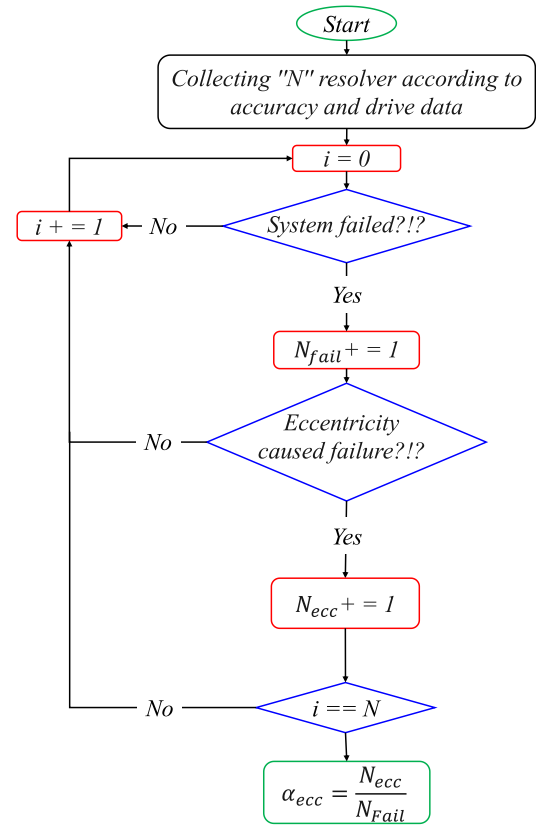 Start
Collecting "N" resolver according to
accuracy and drive data
i = 0
System failed?!?
No
i + = 1
Yes
N_fail + = 1
Eccentricity
caused failure?!?
No
Yes
N_ecc + = 1
i == N
No
α_ecc = N_ecc / N_Fail